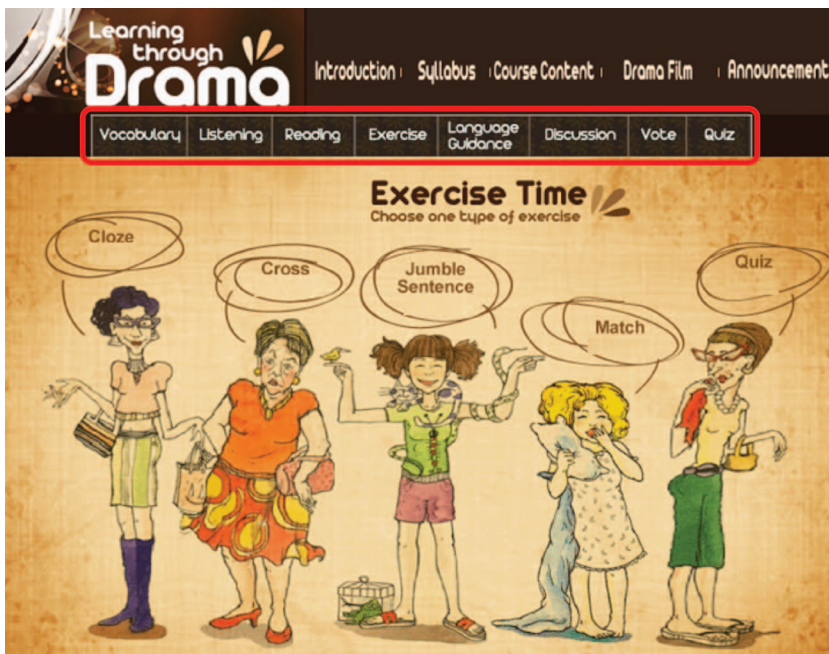 Learning
through
Drama
Introduction Syllabus Course Content Drama Film Announcement
Vocabulary Listening Reading Exercise Language Guidance Discussion Vote Quiz
Exercise Time
Choose one type of exercise
Cloze
Cross
Jumble
Sentence
Match
Quiz